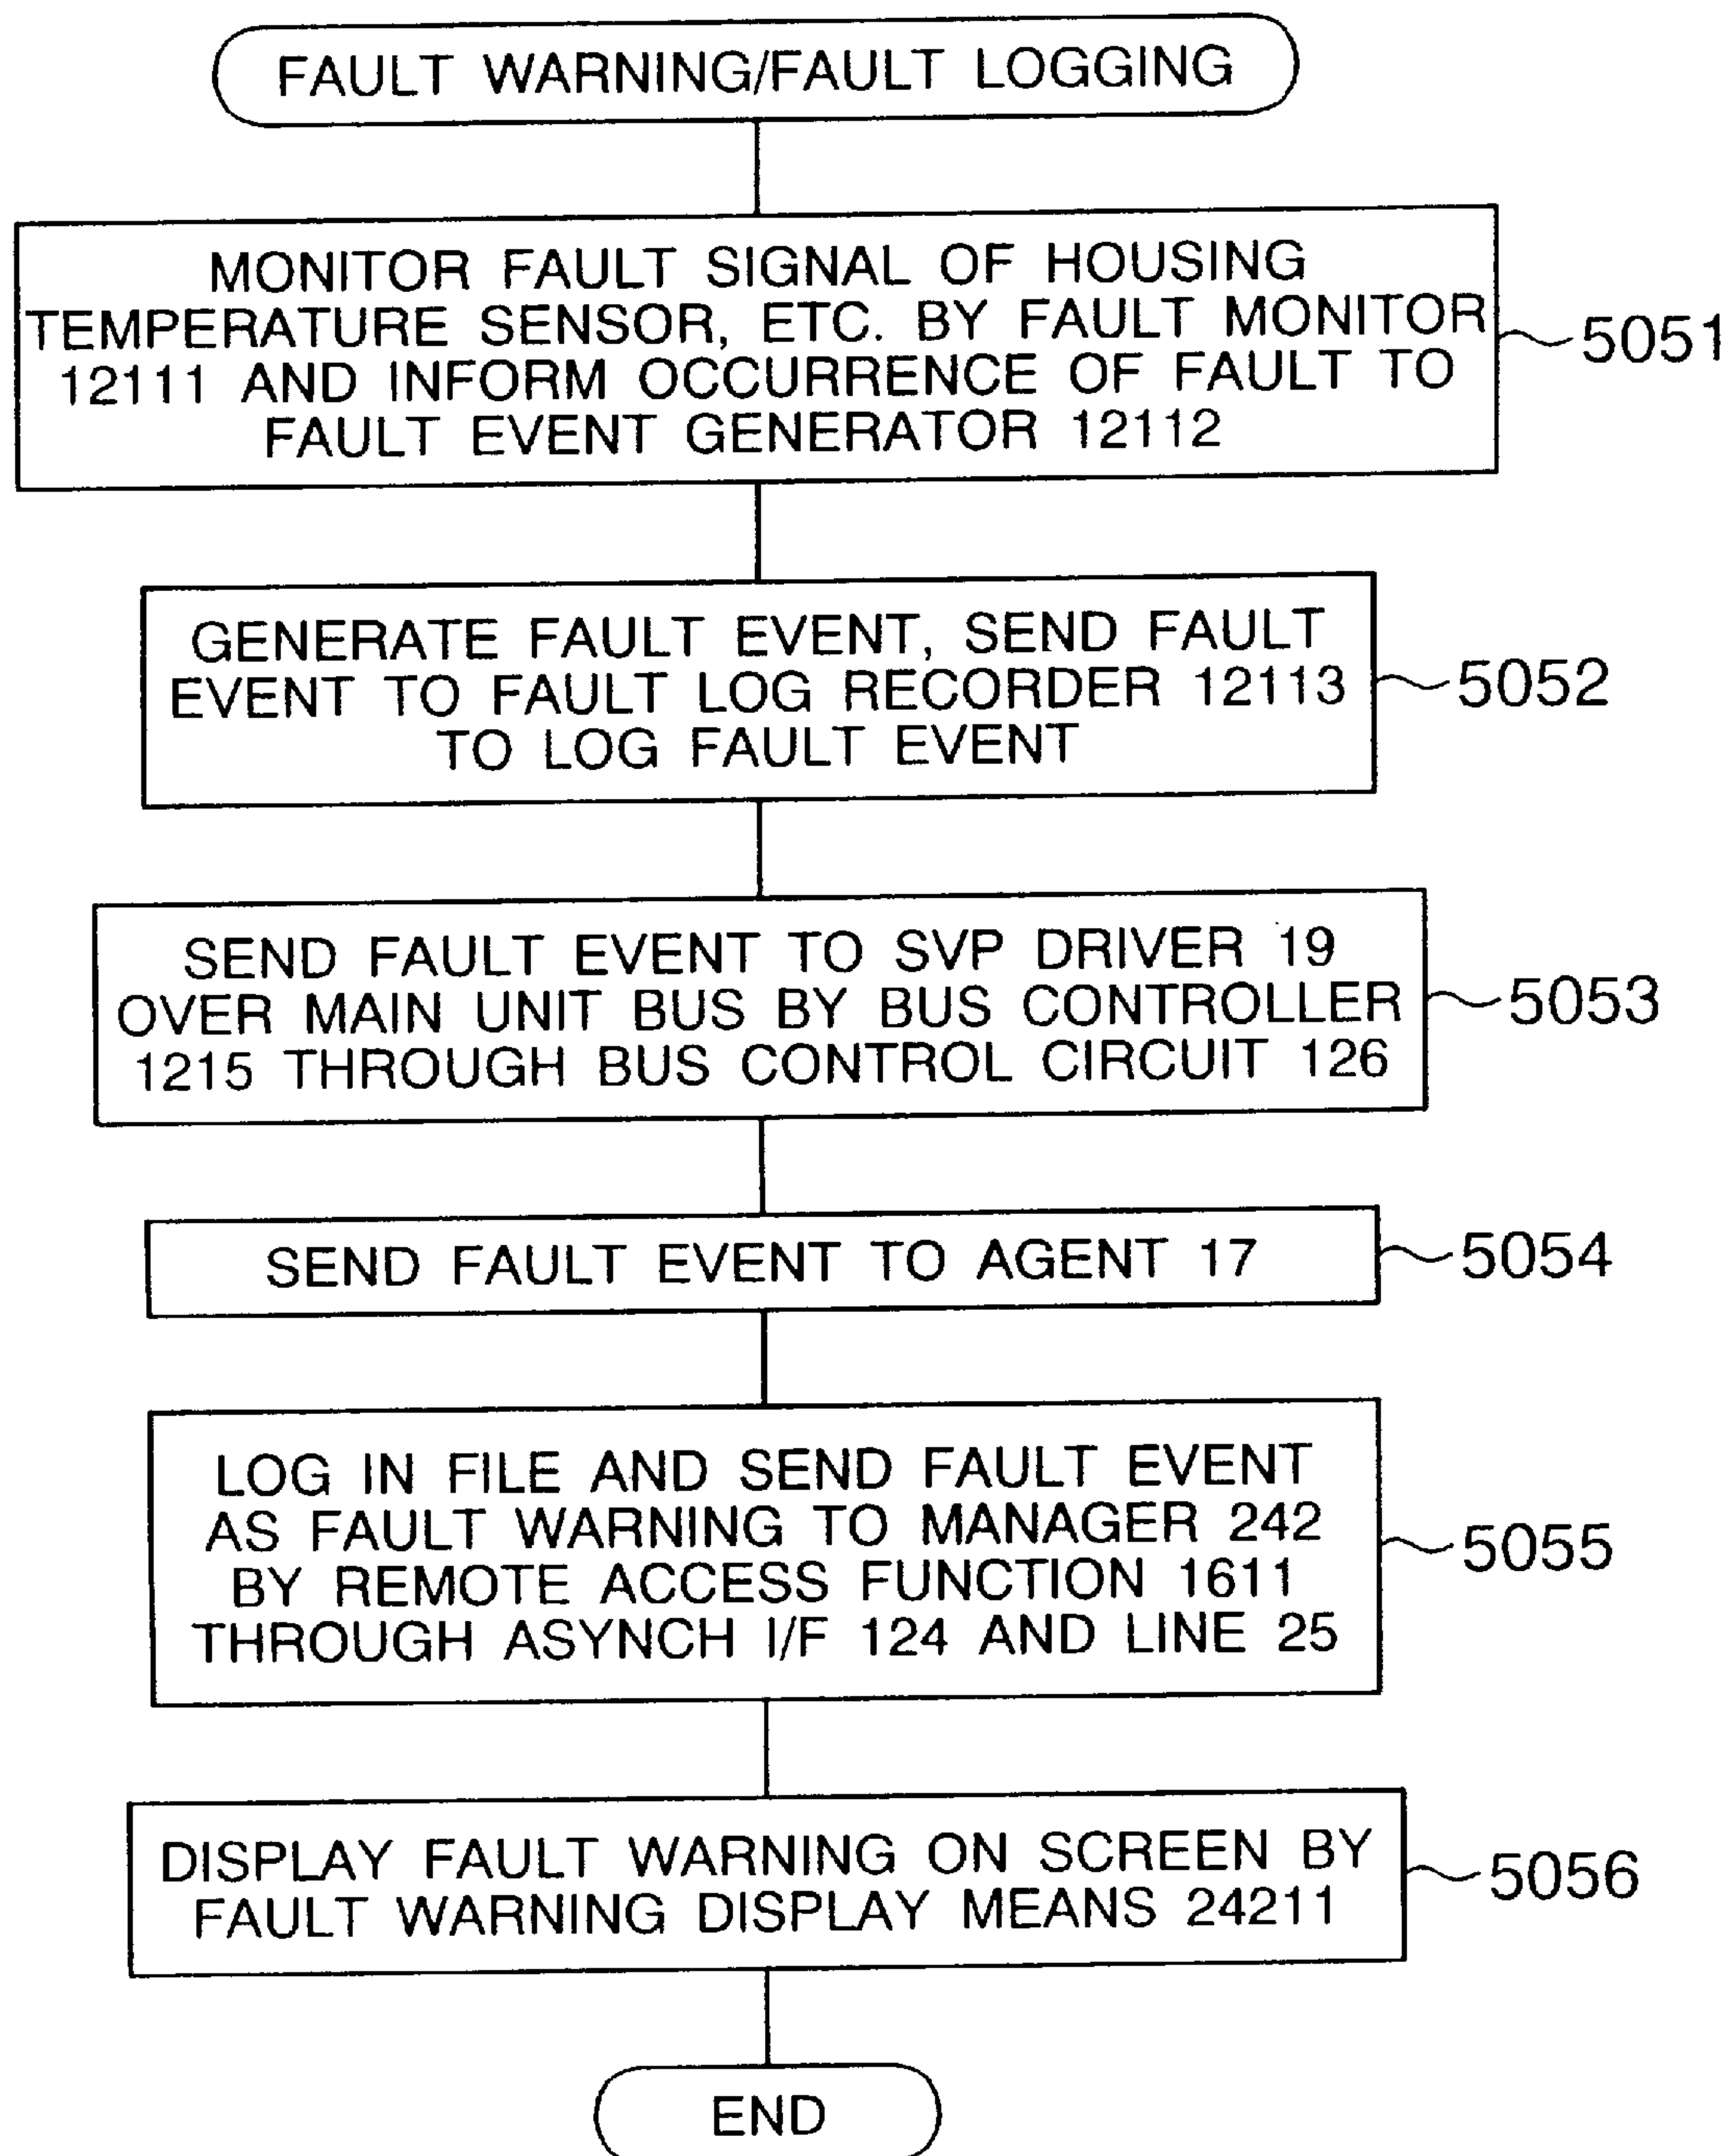 FAULT WARNING/FAULT LOGGING
MONITOR FAULT SIGNAL OF HOUSING
TEMPERATURE SENSOR, ETC. BY FAULT MONITOR
12111 AND INFORM OCCURRENCE OF FAULT TO
FAULT EVENT GENERATOR 12112
5051
GENERATE FAULT EVENT, SEND FAULT
EVENT TO FAULT LOG RECORDER 12113
TO LOG FAULT EVENT
5052
SEND FAULT EVENT TO SVP DRIVER 19
OVER MAIN UNIT BUS BY BUS CONTROLLER
1215 THROUGH BUS CONTROL CIRCUIT 126
5053
SEND FAULT EVENT TO AGENT 17
5054
LOG IN FILE AND SEND FAULT EVENT
AS FAULT WARNING TO MANAGER 242
BY REMOTE ACCESS FUNCTION 1611
THROUGH ASYNCH I/F 124 AND LINE 25
5055
DISPLAY FAULT WARNING ON SCREEN BY
FAULT WARNING DISPLAY MEANS 24211
5056
END